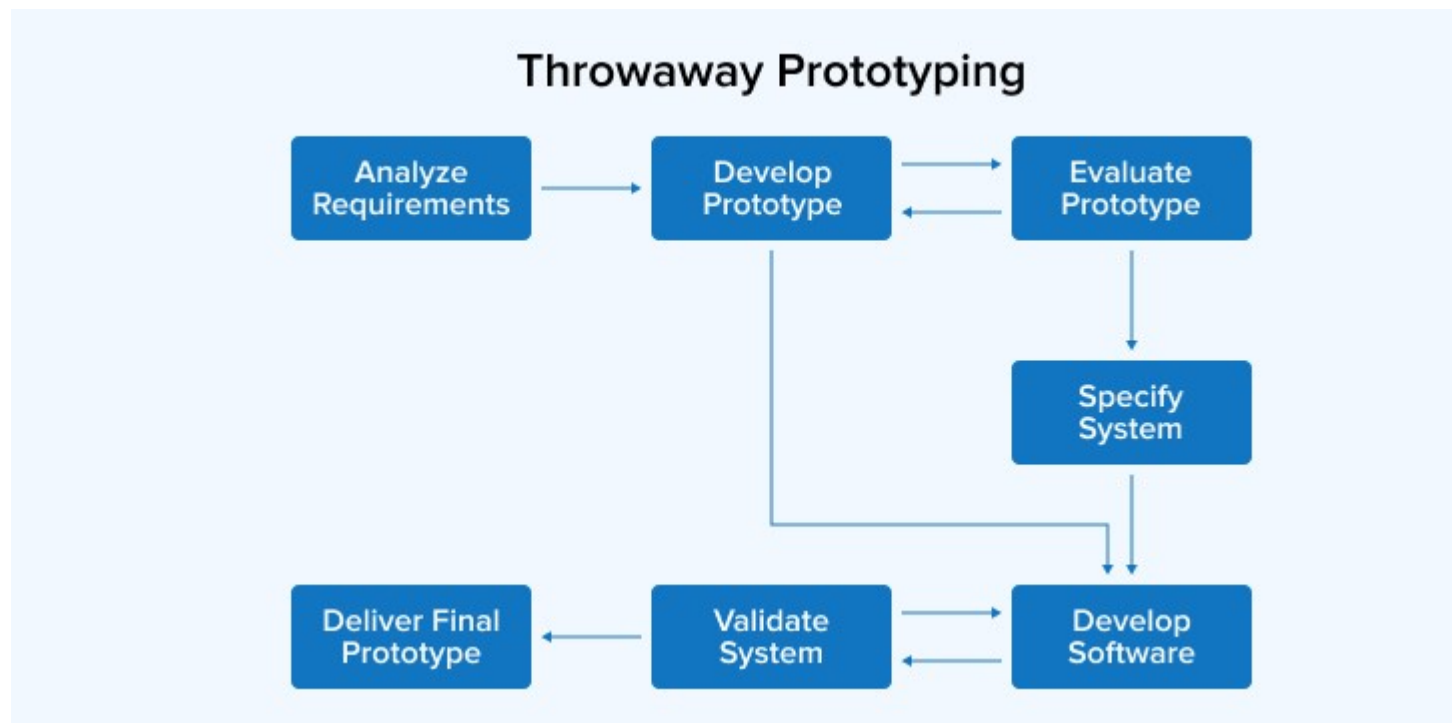 Throwaway Prototyping
Analyze
Requirements
Develop
Prototype
Evaluate
Prototype
Specify
System
Deliver Final
Prototype
Validate
System
Develop
Software